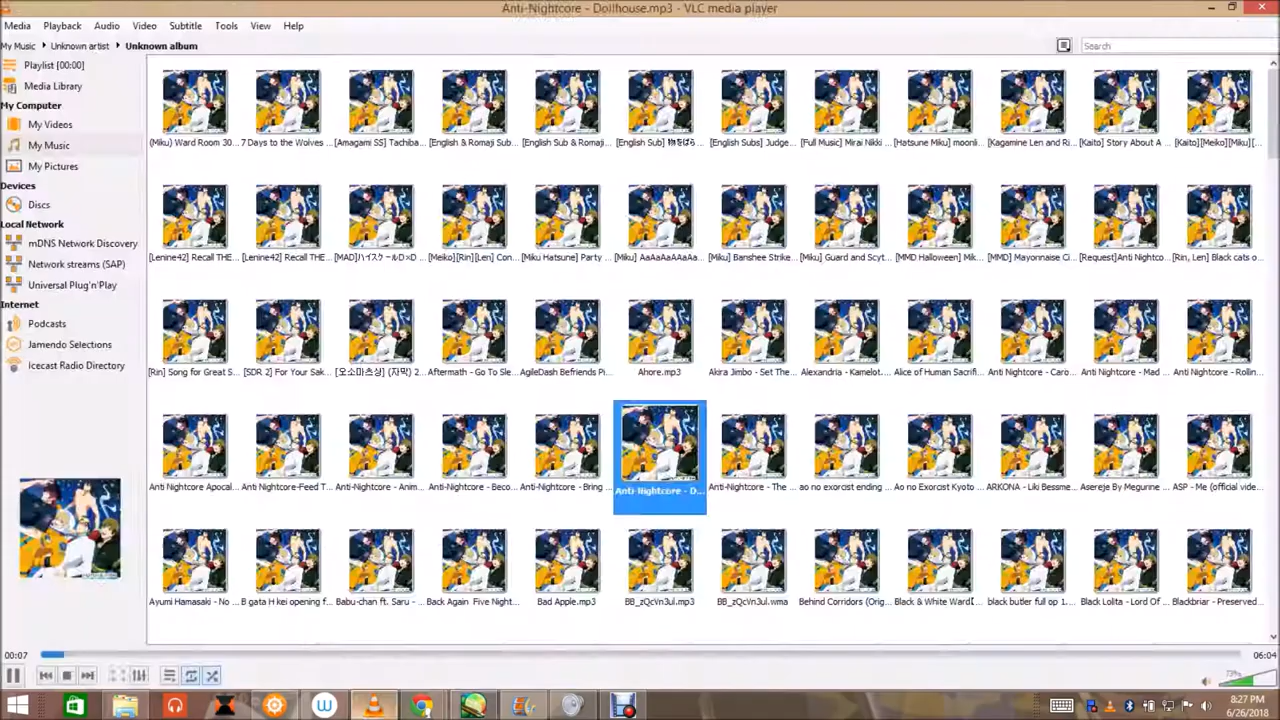 Anti-Nightcore - Dollhouse.mp3 - VLC media player
Media Playback Audio Video Subtitle Tools View Help
My Music Unknown artist Unknown album
Search
Playlist [00:00]
Media Library
My Computer
My Videos
My Music
My Pictures
Devices
Discs
Local Network
mDNS Network Discovery
Network streams (SAP)
Universal Plug'n'Play
Internet
Podcasts
Jamendo Selections
Icecast Radio Directory
(Miku) Ward Room 30... 7 Days to the Wolves ... [Amagami SS] Tachiba... [English & Romaji Sub... [English Sub & Romaji... [English Sub] 物をぱら... [English Subs] Judge... [Full Music] Mirai Nikki ... [Hatsune Miku] moonli... [Kagamine Len and Ri... [Kaito] Story About A ... [Kaito][Meiko][Miku][...
[Lenine42] Recall THE... [Lenine42] Recall THE... [MAD]ハイスクールD×D ... [Meiko][Rin][Len] Con... [Miku Hatsune] Party ... [Miku] AaAaAaAAa... [Miku] Banshee Strike... [Miku] Guard and Scyt... [MMD Halloween] Mik... [MMD] Mayonnaise Ci... [Request]Anti Nightco... [Rin, Len] Black cats o...
[Rin] Song for Great S... [SDR 2] For Your Sak... [오소마츠상] (자막) 2... Aftermath - Go To Sle... AgileDash Befriends Pi... Ahore.mp3 Akira Jimbo - Set The... Alexandria - Kamelot... Alice of Human Sacrifi... Anti Nightcore - Caro... Anti Nightcore - Mad ... Anti Nightcore - Rollin...
Anti Nightcore Apocal... Anti Nightcore-Feed T... Anti-Nightcore - Anim... Anti-Nightcore - Beco... Anti-Nightcore - Bring ... Anti-Nightcore - D... Anti-Nightcore - The ... ao no exorcist ending ... Ao no Exorcist Kyoto ... ARKONA - Liki Bessme... Asereje By Megurine ... ASP - Me (official vide...
Ayumi Hamasaki - No ... B gata H kei opening f... Babu-chan ft. Saru - ... Back Again Five Night... Bad Apple.mp3 BB_zQcVn3uI.mp3 BB_zQcVn3uI.wma Behind Corridors (Orig... Black & White Ward... black butler full op 1... Black Lolita - Lord Of ... Blackbriar - Preserved...
00:07 06:04
73%
8:27 PM
6/26/2018